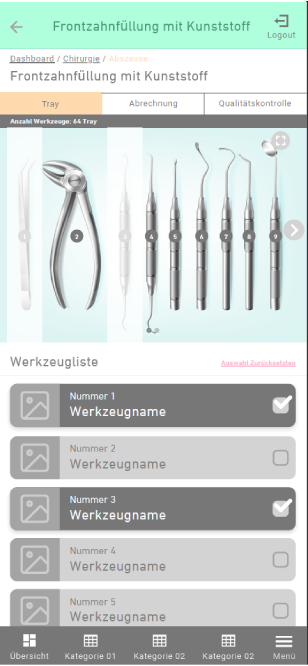 Frontzahnfüllung mit Kunststoff
Logout
Dashboard / Chirurgie / Abszesse
Frontzahnfüllung mit Kunststoff
Tray
Abrechnung
Qualitätskontrolle
Anzahl Werkzeuge: 64 Tray
1
2
3
4
5
6
7
8
9
Werkzeugliste
Auswahl Zurücksetzten
Nummer 1
Werkzeugname
Nummer 2
Werkzeugname
Nummer 3
Werkzeugname
Nummer 4
Werkzeugname
Nummer 5
Werkzeugname
Übersicht
Kategorie 01
Kategorie 02
Kategorie 02
Menü